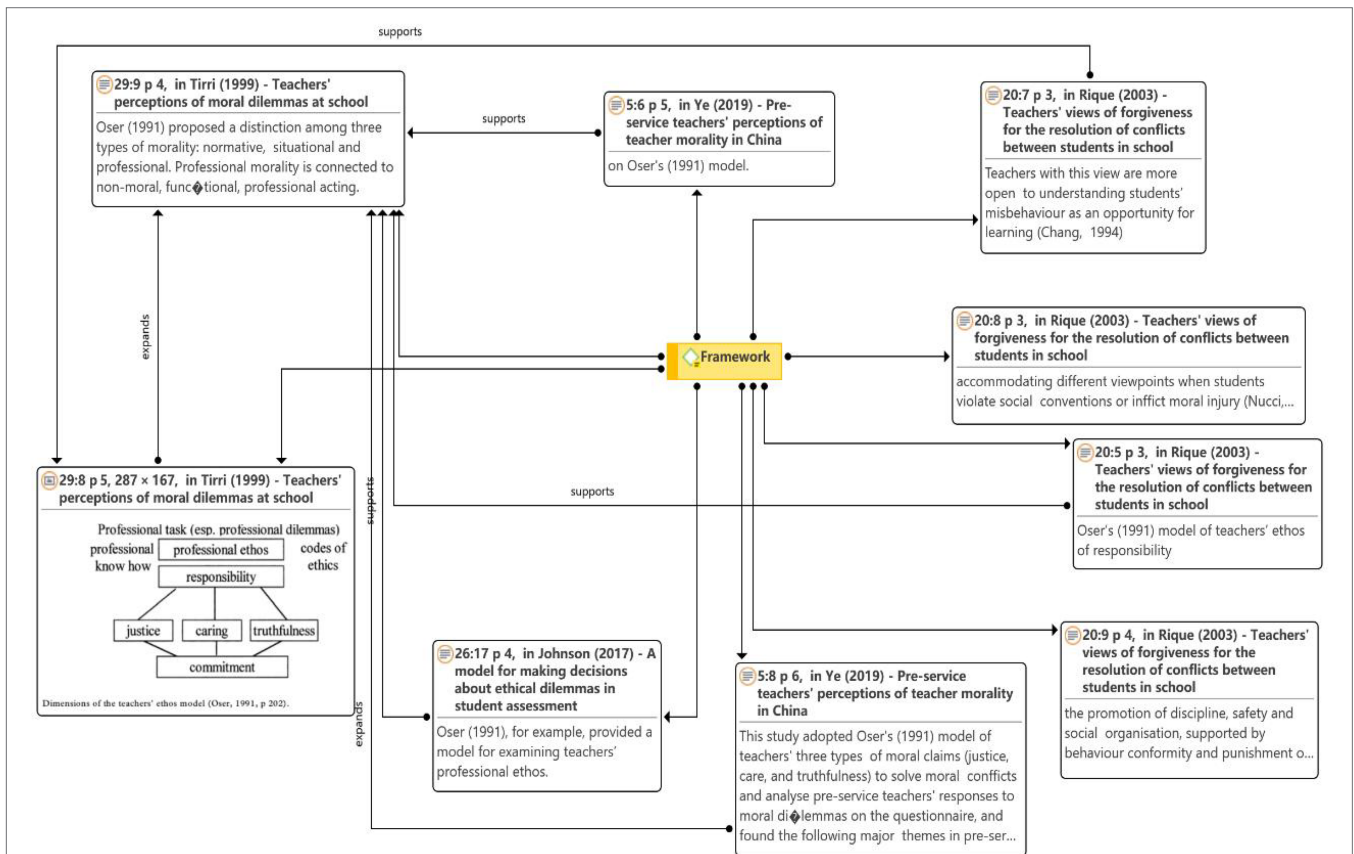 supports
29:9 p 4, in Tirri (1999) - Teachers'
perceptions of moral dilemmas at school
Oser (1991) proposed a distinction among three
types of morality: normative, situational and
professional. Professional morality is connected to
non-moral, func�tional, professional acting.
supports
5:6 p 5, in Ye (2019) - Pre-
service teachers' perceptions of
teacher morality in China
on Oser's (1991) model.
20:7 p 3, in Rique (2003) -
Teachers' views of forgiveness
for the resolution of conflicts
between students in school
Teachers with this view are more
open to understanding students'
misbehaviour as an opportunity for
learning (Chang, 1994)
expands
Framework
20:8 p 3, in Rique (2003) - Teachers' views of
forgiveness for the resolution of conflicts between
students in school
accommodating different viewpoints when students
violate social conventions or inffict moral injury (Nucci,...
20:5 p 3, in Rique (2003) -
Teachers' views of forgiveness for
the resolution of conflicts between
students in school
Oser's (1991) model of teachers' ethos
of responsibility
supports
supports
29:8 p 5, 287 × 167, in Tirri (1999) - Teachers'
perceptions of moral dilemmas at school
Professional task (esp. professional dilemmas)
professional know how
professional ethos
codes of ethics
responsibility
justice
caring
truthfulness
commitment
Dimensions of the teachers' ethos model (Oser, 1991, p 202).
expands
26:17 p 4, in Johnson (2017) - A
model for making decisions
about ethical dilemmas in
student assessment
Oser (1991), for example, provided a
model for examining teachers'
professional ethos.
5:8 p 6, in Ye (2019) - Pre-service
teachers' perceptions of teacher morality
in China
This study adopted Oser's (1991) model of
teachers' three types of moral claims (justice,
care, and truthfulness) to solve moral confficts
and analyse pre-service teachers' responses to
moral di�lemmas on the questionnaire, and
found the following major themes in pre-ser...
20:9 p 4, in Rique (2003) - Teachers'
views of forgiveness for the
resolution of conflicts between
students in school
the promotion of discipline, safety and
social organisation, supported by
behaviour conformity and punishment o...